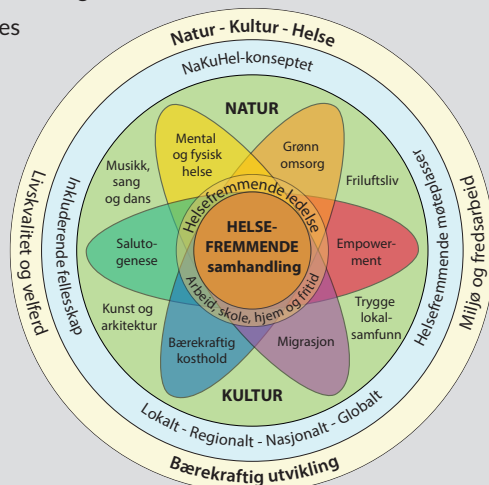 es
Natur - Kultur - Helse
NaKuHel-konseptet
NATUR
Mental
og fysisk
helse
Grønn
omsorg
Musikk,
sang
og dans
Friluftsliv
Helsefremmende ledelse
Livskvalitet og velferd
Inkluderende fellesskap
Saluto-
genese
HELSE-
FREMMENDE
samhandling
Empower-
ment
Helsefremmende møteplasser
Miljø og fredsarbeid
Arbeid, skole, hjem og fritid
Kunst og
arkitektur
Trygge
lokal-
samfunn
Bærekraftig
kosthold
Migrasjon
KULTUR
Lokalt - Regionalt - Nasjonalt - Globalt
Bærekraftig utvikling